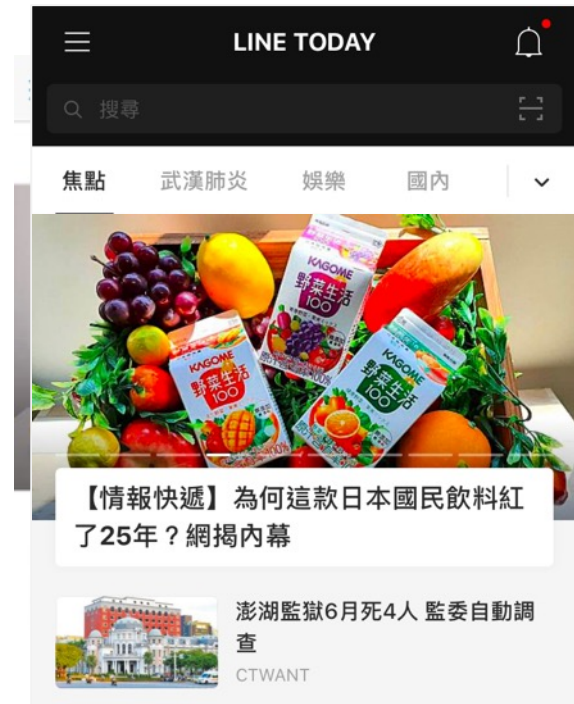 LINE TODAY
搜尋
焦點 武漢肺炎 娛樂 國內
KAGOME
野菜生活
100
KAGOME
野菜生活
100
KAGOME
野菜生活
100
【情報快遞】為何這款日本國民飲料紅
了25年？網揭內幕
澎湖監獄6月死4人 監委自動調
查
CTWANT